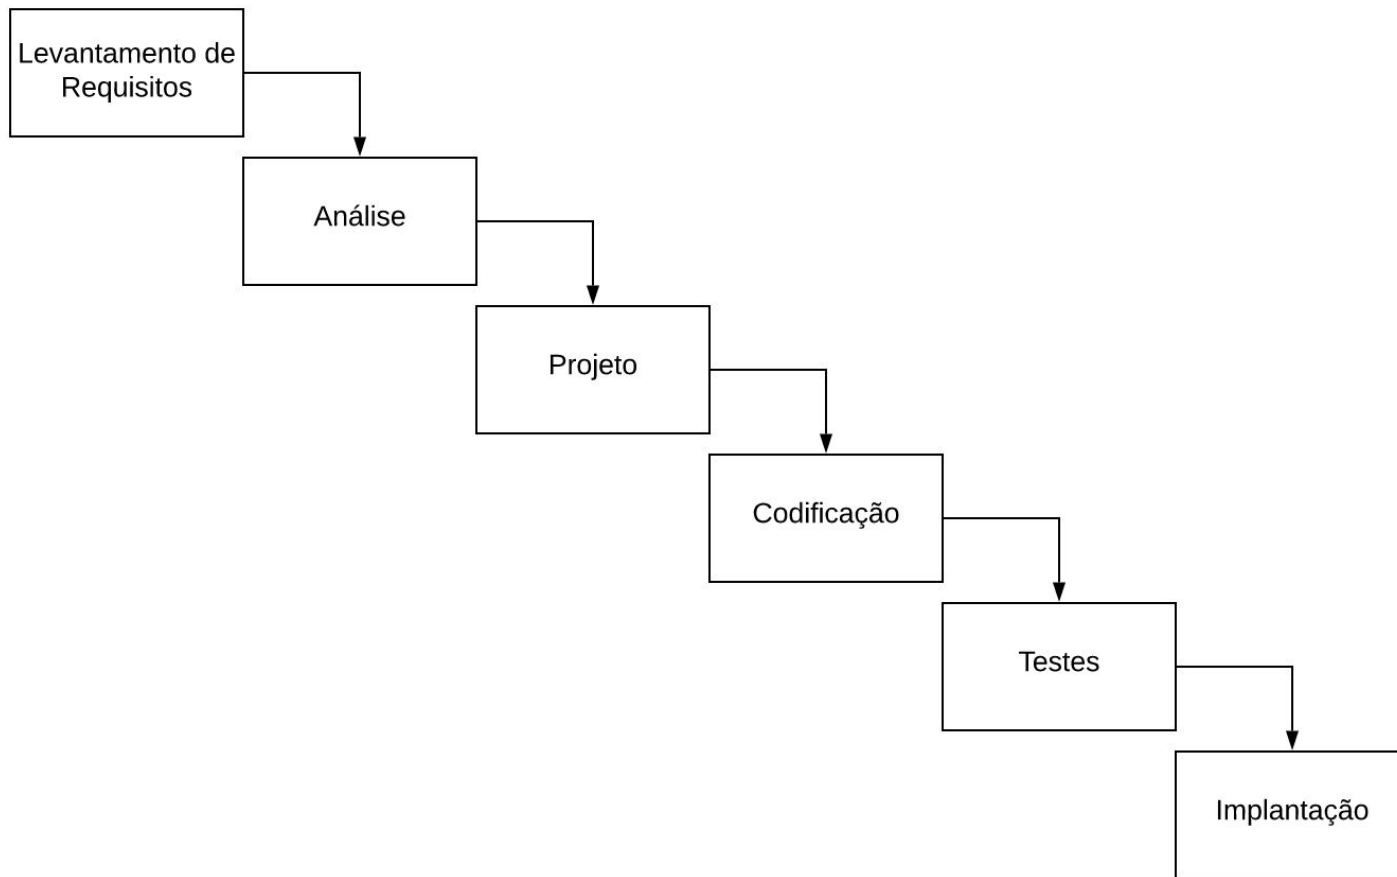 Levantamento de
Requisitos
Análise
Projeto
Codificação
Testes
Implantação